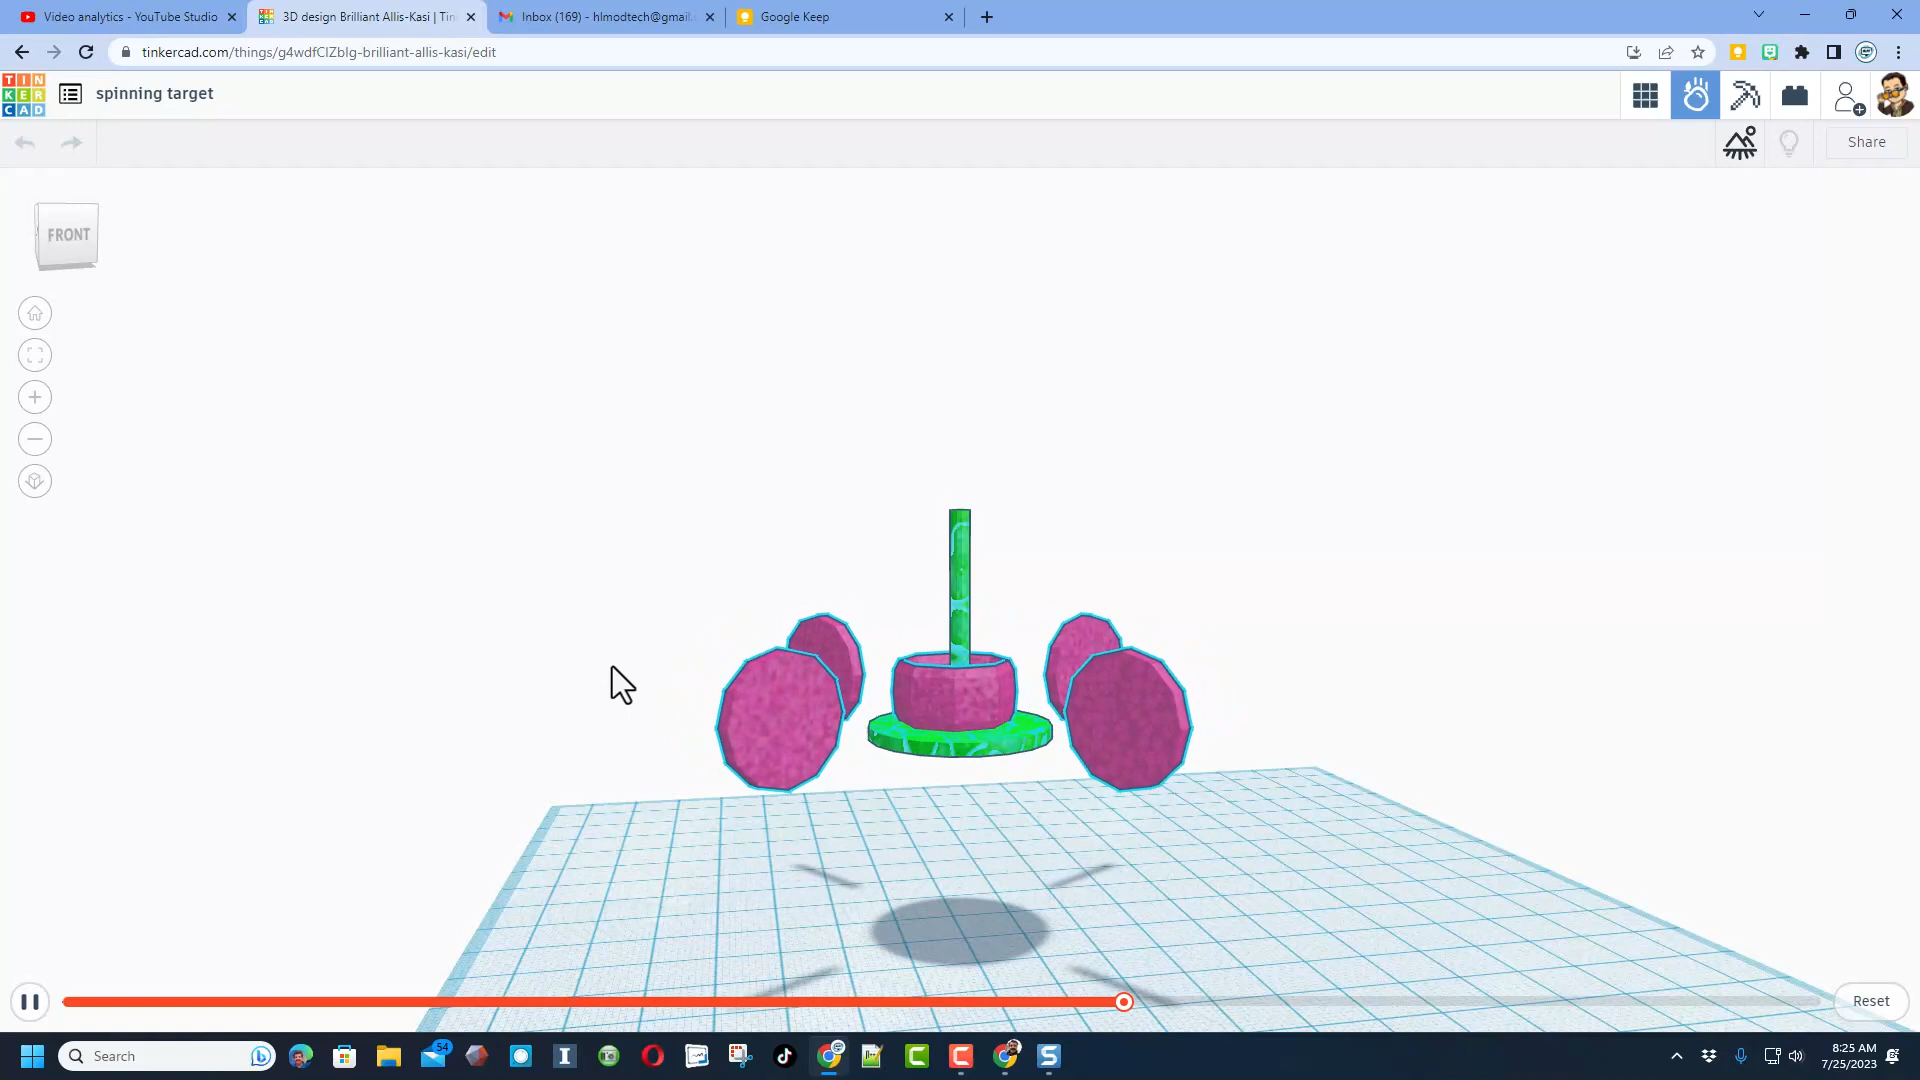 Video analytics - YouTube Studio
3D design Brilliant Allis-Kasi | Tin
Inbox (169) - hlmodtech@gmail.
Google Keep
tinkercad.com/things/g4wdfCIZbIg-brilliant-allis-kasi/edit
TIN
KER
CAD
spinning target
Share
FRONT
Reset
Search
54
8:25 AM
7/25/2023